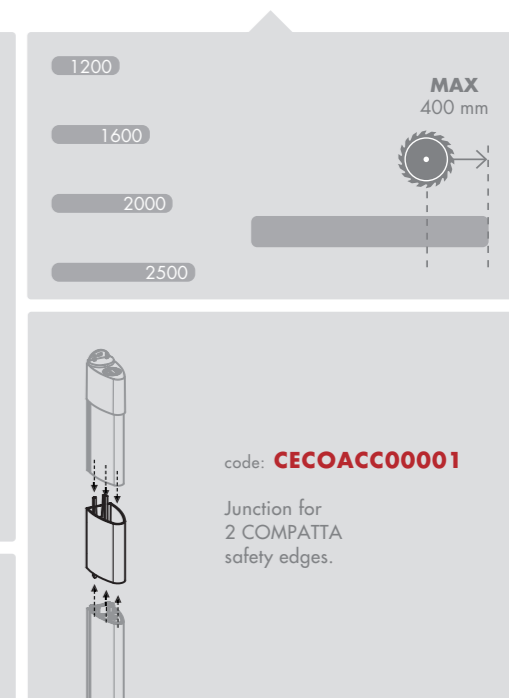 1200
MAX
400 mm
1600
2000
2500
code: CECOACC00001
Junction for
2 COMPATTA
safety edges.